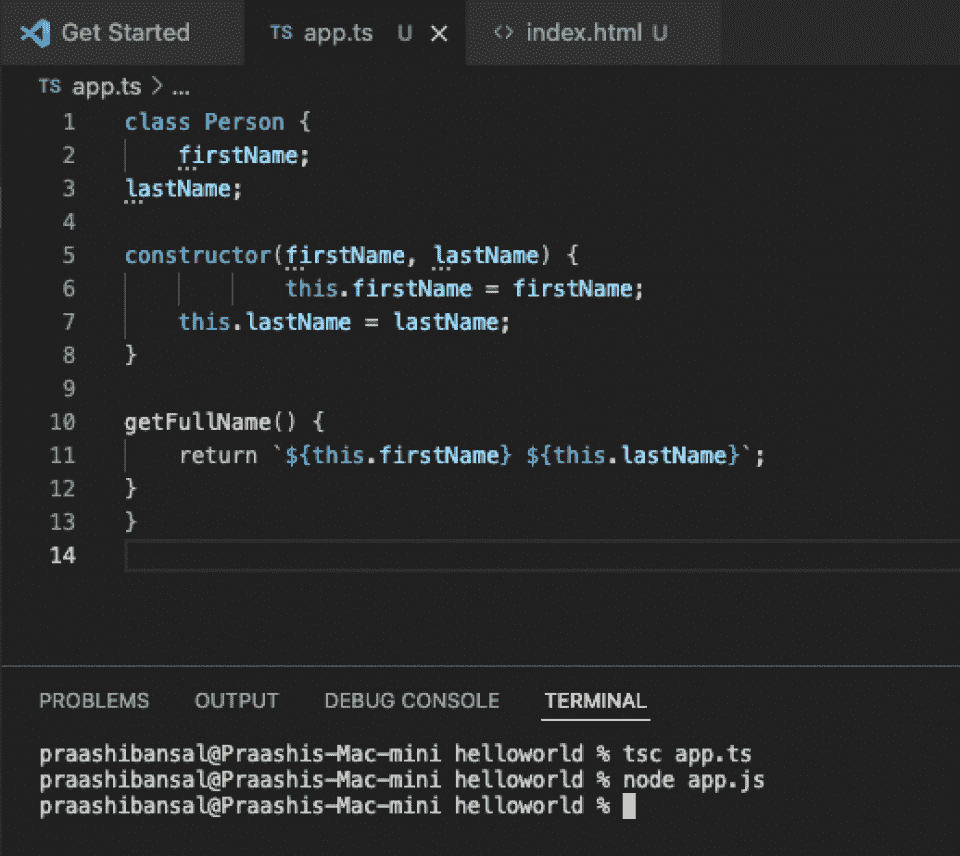 Get Started TS app.ts U × <> index.html U
TS app.ts > ...
1 class Person {
2 firstName;
3 lastName;
4
5 constructor(firstName, lastName) {
6 this.firstName = firstName;
7 this.lastName = lastName;
8 }
9
10 getFullName() {
11 return `${this.firstName} ${this.lastName}`;
12 }
13 }
14
PROBLEMS OUTPUT DEBUG CONSOLE TERMINAL
praashibansal@Praashis-Mac-mini helloworld % tsc app.ts
praashibansal@Praashis-Mac-mini helloworld % node app.js
praashibansal@Praashis-Mac-mini helloworld %